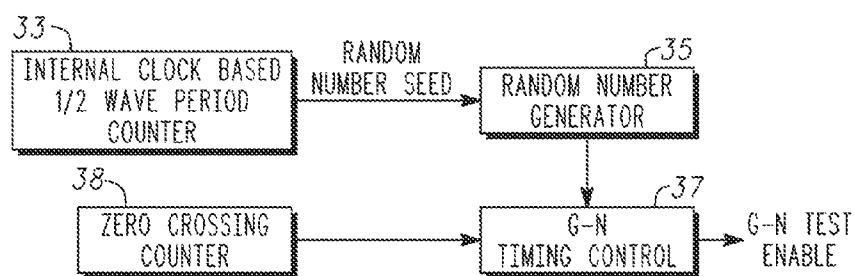 33
INTERNAL CLOCK BASED
1/2 WAVE PERIOD
COUNTER
RANDOM
NUMBER SEED
35
RANDOM NUMBER
GENERATOR
38
ZERO CROSSING
COUNTER
37
G-N
TIMING CONTROL
G-N TEST
ENABLE